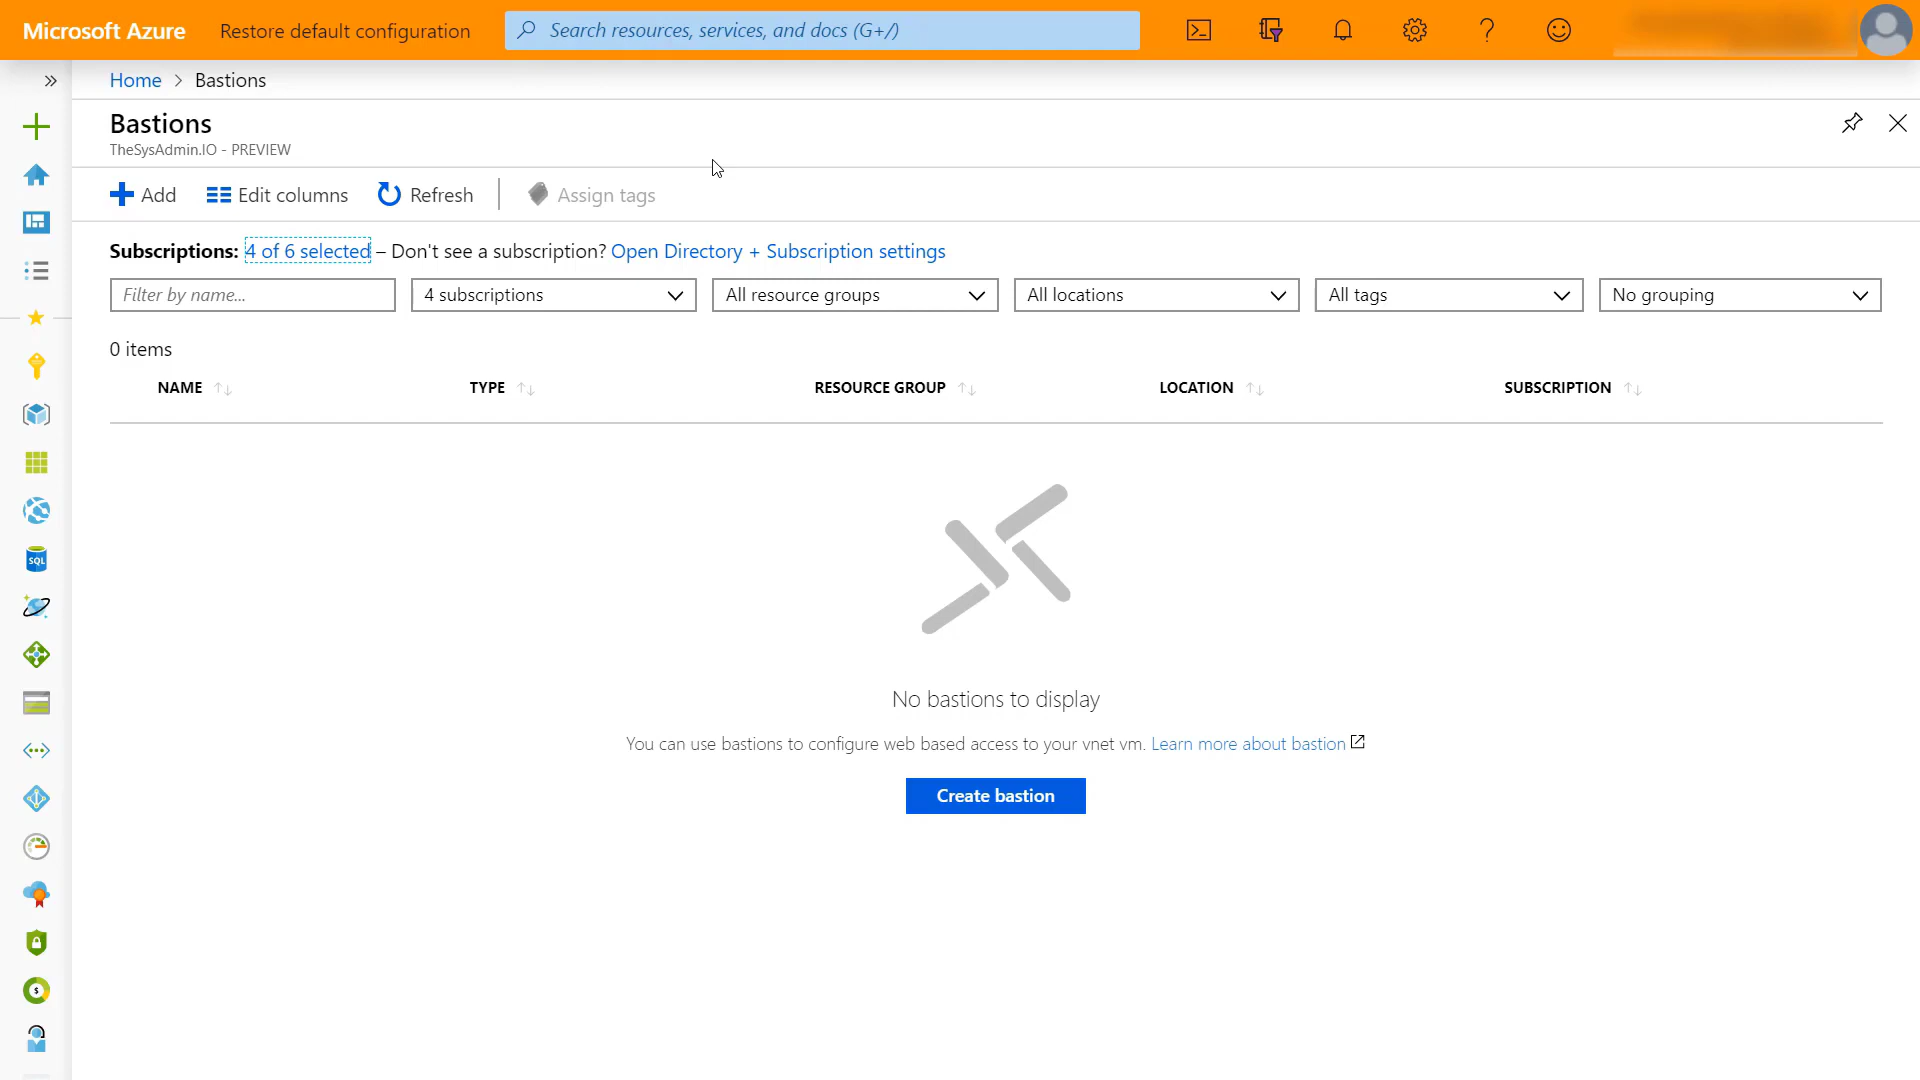 Microsoft Azure Restore default configuration Search resources, services, and docs (G+/)
Home > Bastions
Bastions
TheSysAdmin.IO - PREVIEW
Add Edit columns Refresh Assign tags
Subscriptions: 4 of 6 selected – Don't see a subscription? Open Directory + Subscription settings
Filter by name... 4 subscriptions All resource groups All locations All tags No grouping
0 items
NAME TYPE RESOURCE GROUP LOCATION SUBSCRIPTION
SQL
No bastions to display
You can use bastions to configure web based access to your vnet vm. Learn more about bastion
Create bastion